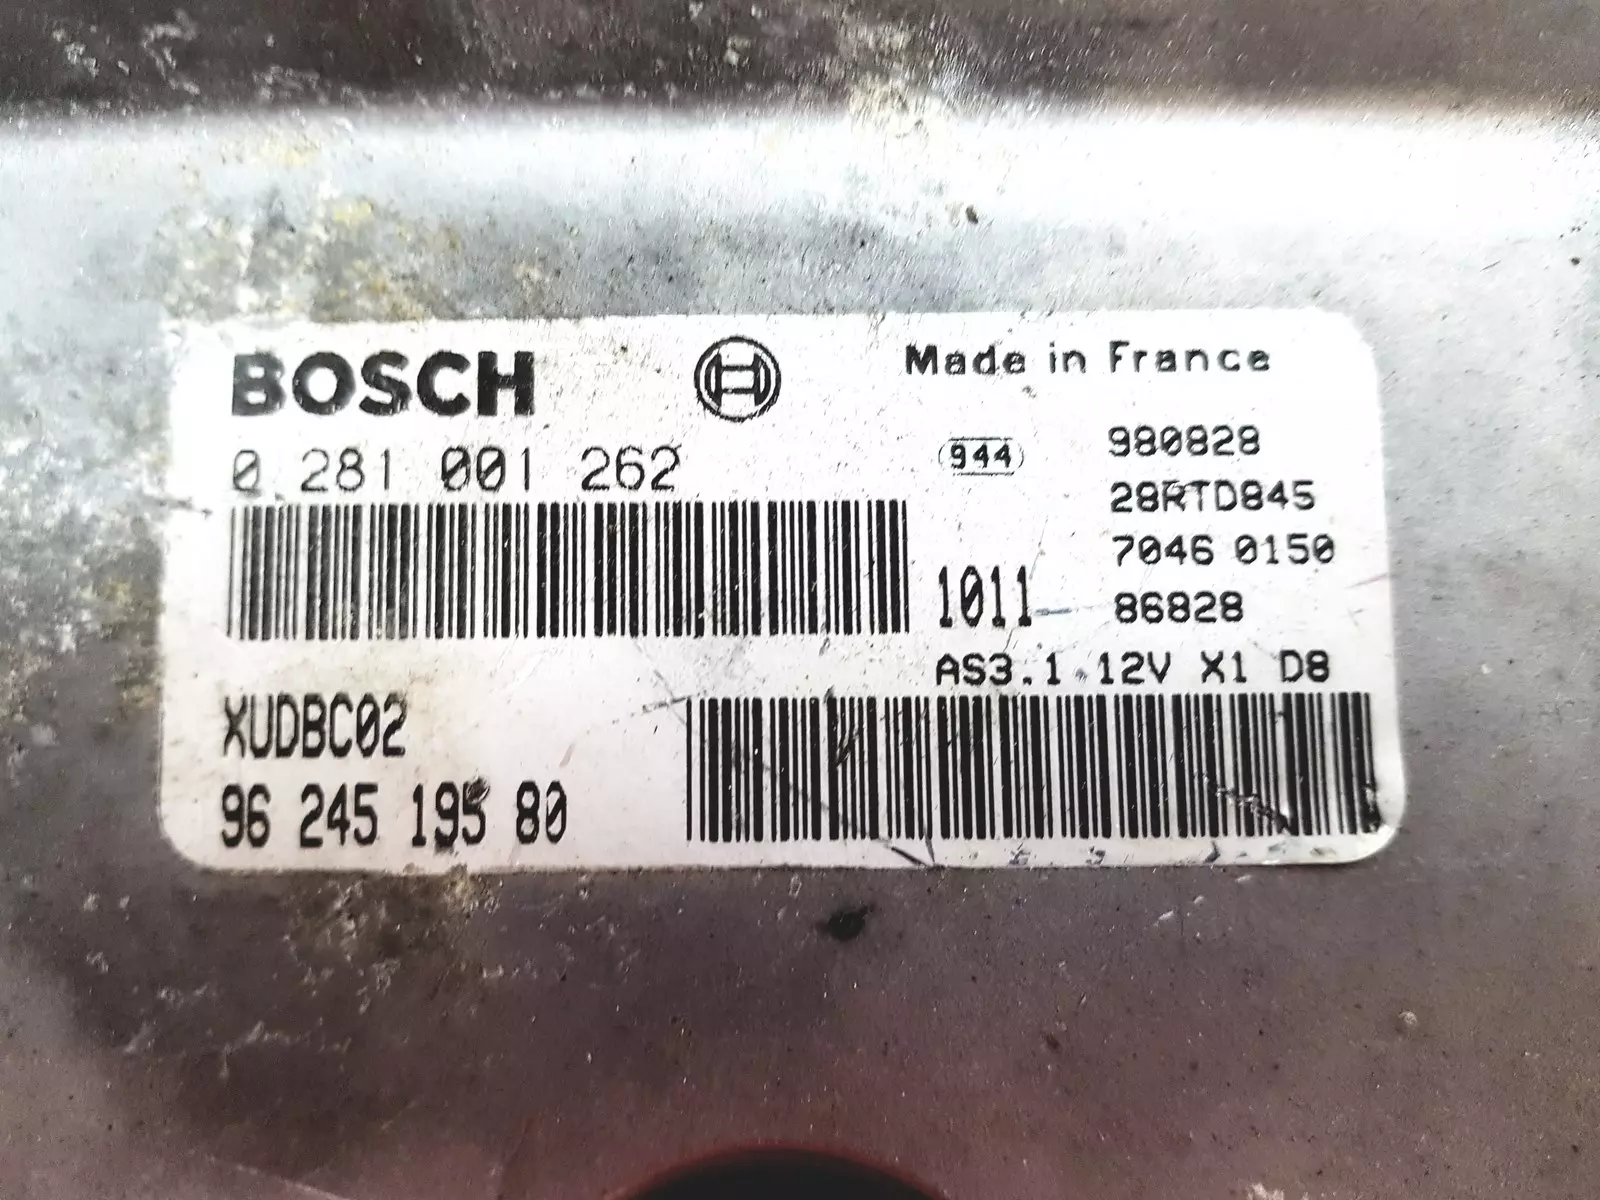 BOSCH
Made in France
0 281 001 262
944
980828
28RTD845
7046 0150
1011
86828
AS3.1 12V X1 D8
XUDBC02
96 245 195 80